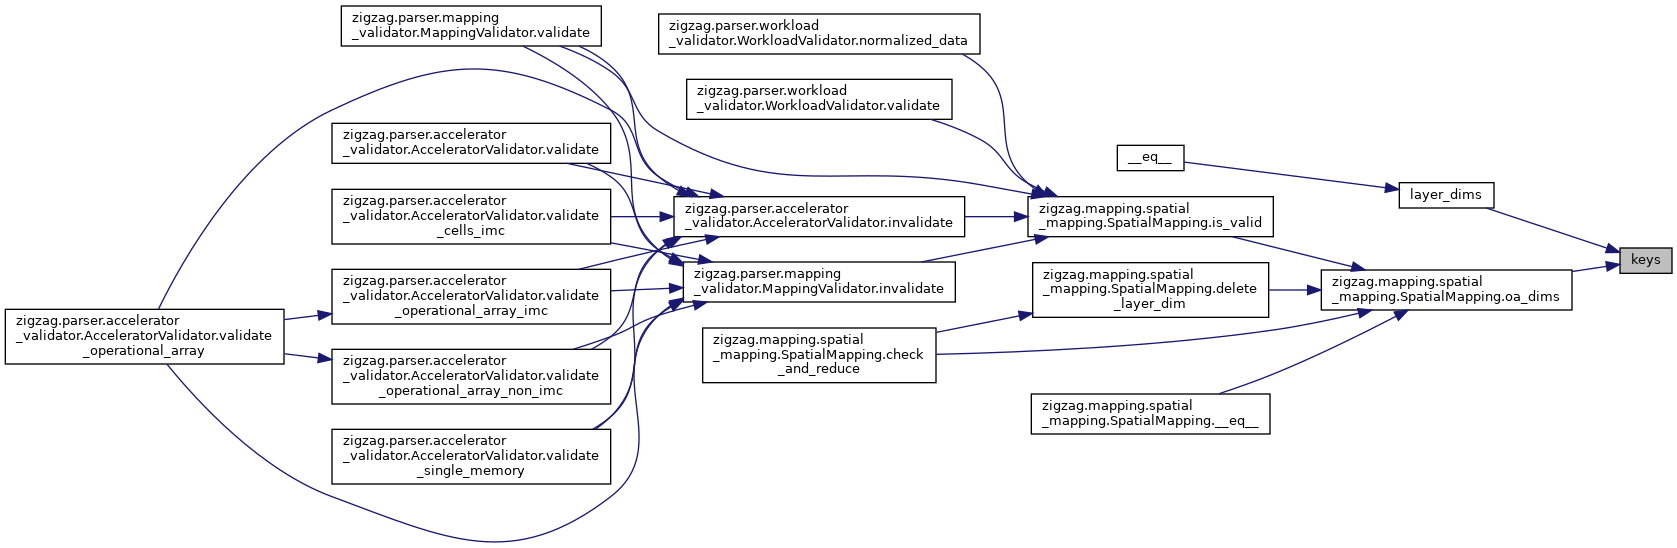 zigzag.parser.mapping
_validator.MappingValidator.validate
zigzag.parser.workload
_validator.WorkloadValidator.normalized_data
zigzag.parser.workload
_validator.WorkloadValidator.validate
zigzag.parser.accelerator
_validator.AcceleratorValidator.validate
__eq__
layer_dims
zigzag.parser.accelerator
_validator.AcceleratorValidator.validate
_cells_imc
zigzag.parser.accelerator
_validator.AcceleratorValidator.invalidate
zigzag.mapping.spatial
_mapping.SpatialMapping.is_valid
keys
zigzag.parser.mapping
_validator.MappingValidator.invalidate
zigzag.mapping.spatial
_mapping.SpatialMapping.delete
_layer_dim
zigzag.mapping.spatial
_mapping.SpatialMapping.oa_dims
zigzag.parser.accelerator
_validator.AcceleratorValidator.validate
_operational_array_imc
zigzag.parser.accelerator
_validator.AcceleratorValidator.validate
_operational_array
zigzag.mapping.spatial
_mapping.SpatialMapping.check
_and_reduce
zigzag.parser.accelerator
_validator.AcceleratorValidator.validate
_operational_array_non_imc
zigzag.mapping.spatial
_mapping.SpatialMapping.__eq__
zigzag.parser.accelerator
_validator.AcceleratorValidator.validate
_single_memory